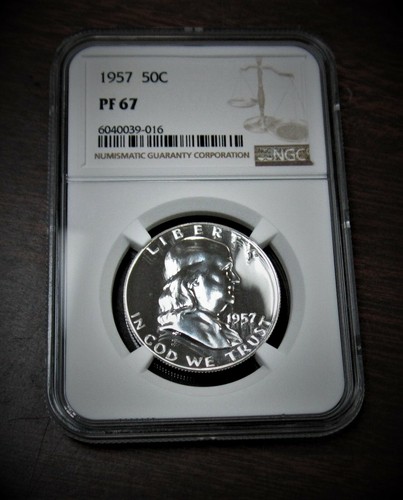 1957 50C
PF 67
6040039-016
NUMISMATIC GUARANTY CORPORATION
NGC
LIBERTY
1957
IN GOD WE TRUST